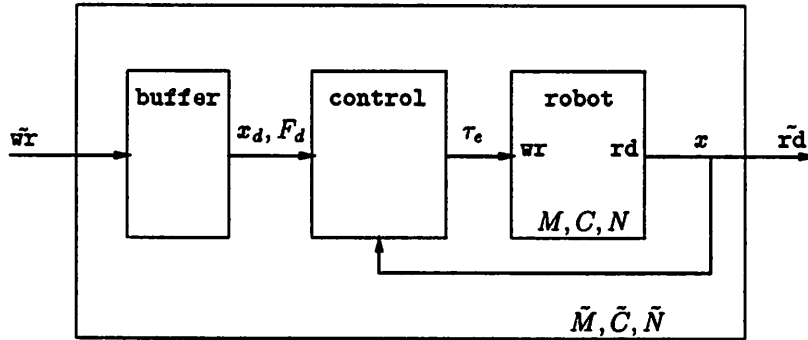 buffer control robot
w̃r x_d, F_d τ_e wr rd x r̃d
M, C, N
M̃, C̃, Ñ